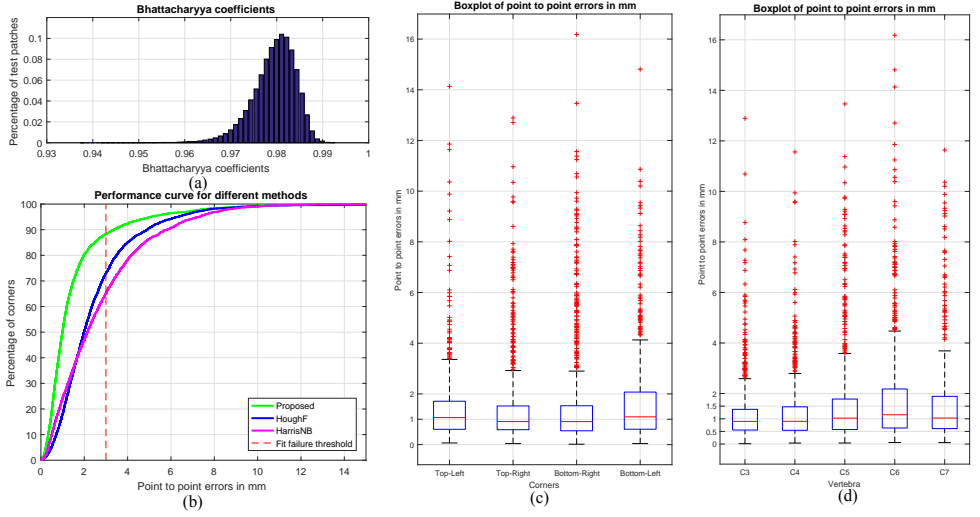 Bhattacharyya coefficients
Percentage of test patches
0.1
0.08
0.06
0.04
0.02
0
0.93 0.94 0.95 0.96 0.97 0.98 0.99 1
Bhattacharyya coefficients
(a)
Performance curve for different methods
Percentage of corners
100
90
80
70
60
50
40
30
20
10
0
Proposed
HoughF
HarrisNB
Fit failure threshold
0 2 4 6 8 10 12 14
Point to point errors in mm
(b)
Boxplot of point to point errors in mm
Point to point errors in mm
16
14
12
10
8
6
4
2
1
0
Top-Left Top-Right Bottom-Right Bottom-Left
Corners
(c)
Boxplot of point to point errors in mm
Point to point errors in mm
16
14
12
10
8
6
4
2
1.5
1
0.5
0
C3 C4 C5 C6 C7
Vertebra
(d)